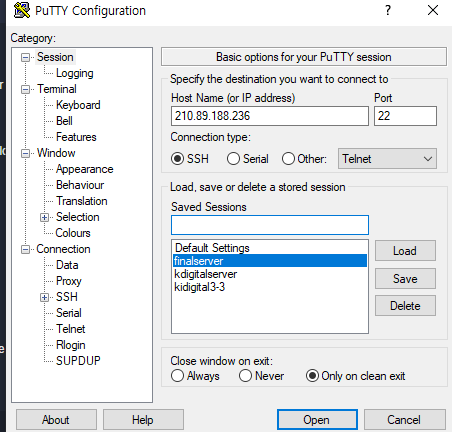 PuTTY Configuration
Category:
Session
Logging
Terminal
Keyboard
Bell
Features
Window
Appearance
Behaviour
Translation
Selection
Colours
Connection
Data
Proxy
SSH
Serial
Telnet
Rlogin
SUPDUP
Basic options for your PuTTY session
Specify the destination you want to connect to
Host Name (or IP address) Port
210.89.188.236 22
Connection type:
SSH Serial Other: Telnet
Load, save or delete a stored session
Saved Sessions
Default Settings
finalserver
kdigitalserver
kidigital3-3
Load
Save
Delete
Close window on exit:
Always Never Only on clean exit
About Help Open Cancel